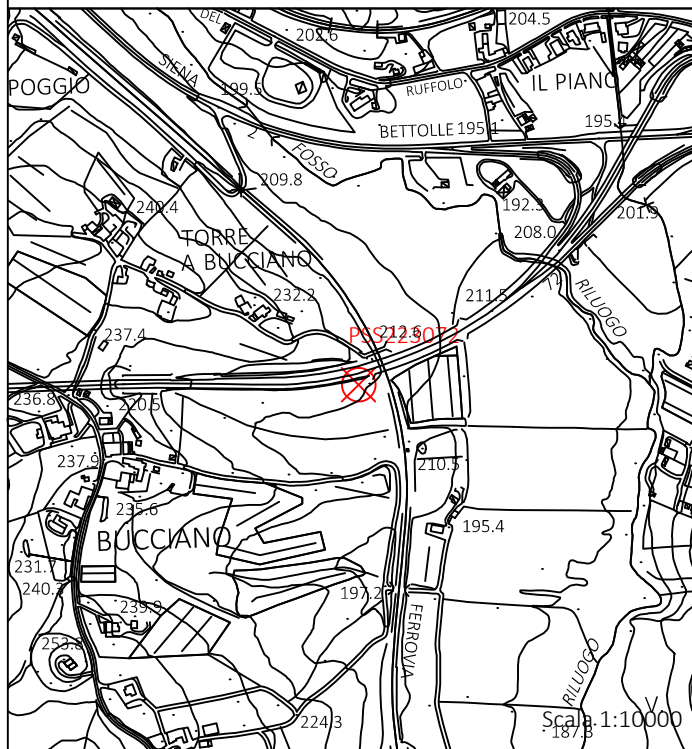 DEL
204.5
202.6
SIENA
POGGIO
199.5
RUFFOLO
IL PIANO
BETTOLLE 195.1
195.1
2
FOSSO
209.8
192.3
201.9
240.4
208.0
TORRE
A BUCCIANO
232.2
211.5
RILUOGO
237.4
212.6
PSS223072
236.8
220.5
237.9
210.5
235.6
195.4
BUCCIANO
231.7
240.3
197.2
239.9
FERROVIA
253.8
RILUOGO
224.3
V.
Scala 1:10000
187.3